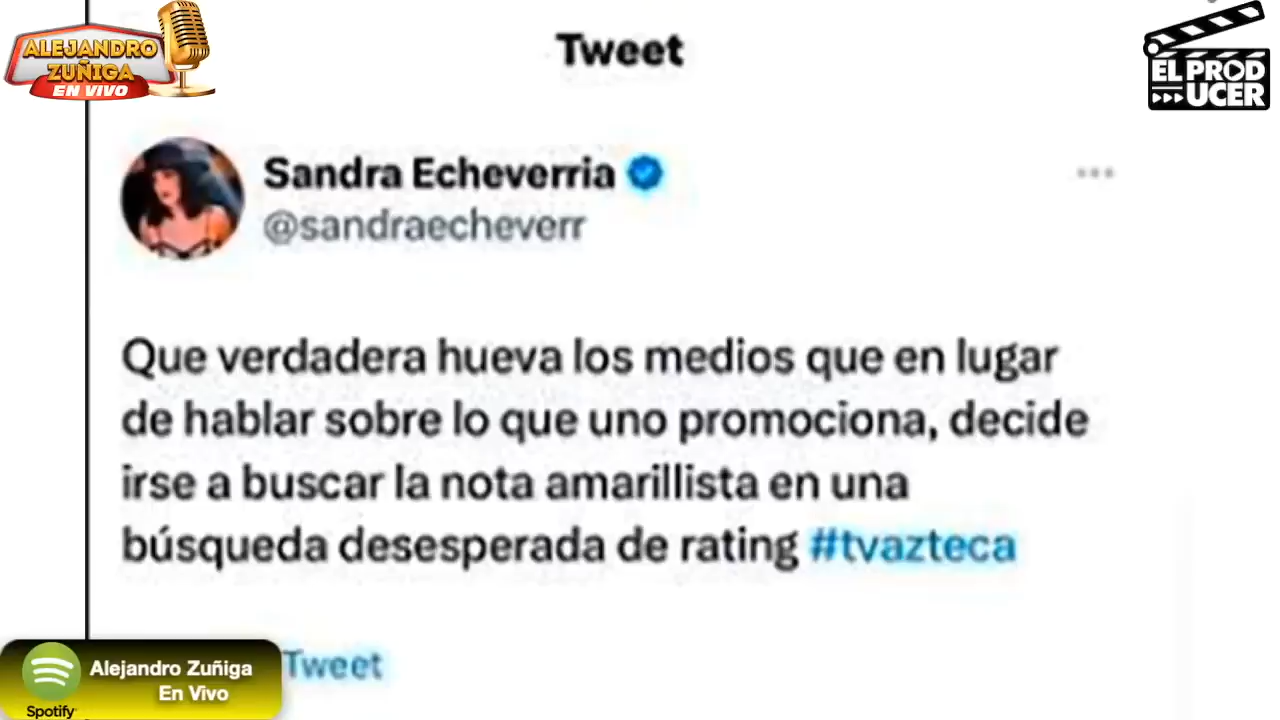 ALEJANDRO
ZUÑIGA
EN VIVO
Tweet
EL PROD
UCER
Sandra Echeverria
@sandraecheverr
Que verdadera hueva los medios que en lugar
de hablar sobre lo que uno promociona, decide
irse a buscar la nota amarillista en una
búsqueda desesperada de rating #tvazteca
Tweet
Alejandro Zuñiga
En Vivo
Spotify